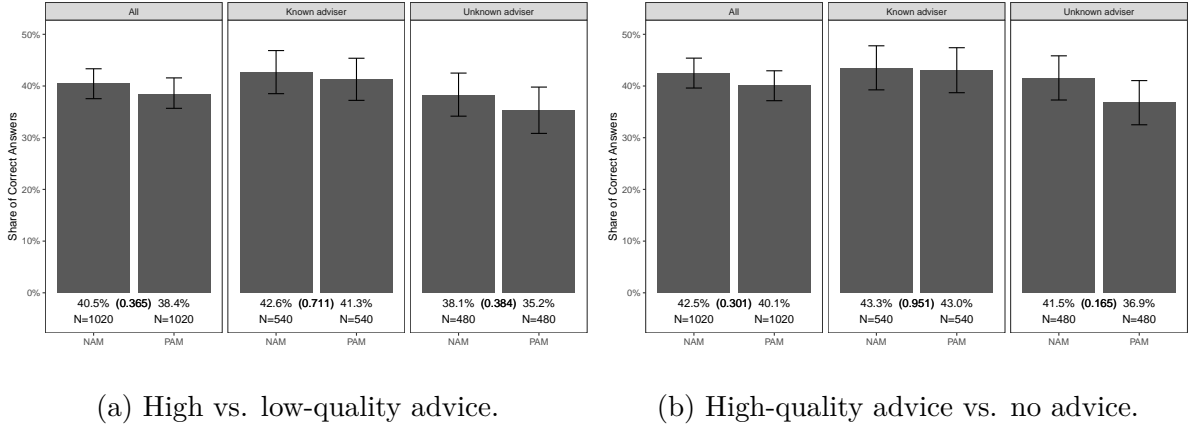 All Known adviser Unknown adviser
50%
40%
30%
20%
10%
0%
Share of Correct Answers
40.5% (0.365) 38.4% 42.6% (0.711) 41.3% 38.1% (0.384) 35.2%
N=1020 N=1020 N=540 N=540 N=480 N=480
NAM PAM NAM PAM NAM PAM
(a) High vs. low-quality advice.
All Known adviser Unknown adviser
50%
40%
30%
20%
10%
0%
Share of Correct Answers
42.5% (0.301) 40.1% 43.3% (0.951) 43.0% 41.5% (0.165) 36.9%
N=1020 N=1020 N=540 N=540 N=480 N=480
NAM PAM NAM PAM NAM PAM
(b) High-quality advice vs. no advice.